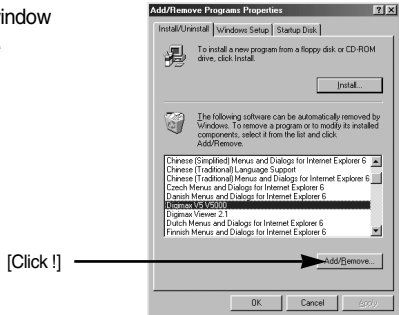 indow
Add/Remove Programs Properties
Install/Uninstall Windows Setup Startup Disk
To install a new program from a floppy disk or CD-ROM
drive, click Install.
Install...
The following software can be automatically removed by
Windows. To remove a program or to modify its installed
components, select it from the list and click
Add/Remove.
Chinese (Simplified) Menus and Dialogs for Internet Explorer 6
Chinese (Traditional) Language Support
Chinese (Traditional) Menus and Dialogs for Internet Explorer 6
Czech Menus and Dialogs for Internet Explorer 6
Danish Menus and Dialogs for Internet Explorer 6
Digimax V5 V5000
Digimax Viewer 2.1
Dutch Menus and Dialogs for Internet Explorer 6
Finnish Menus and Dialogs for Internet Explorer 6
[Click !]
Add/Remove...
OK Cancel Apply